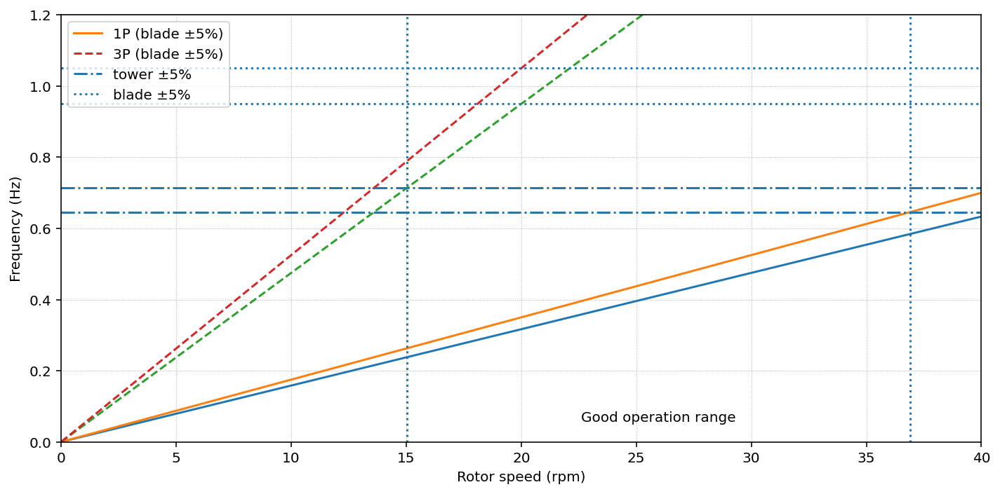 1.2
1.0
0.8
0.6
0.4
0.2
0.0
Frequency (Hz)
1P (blade ±5%)
3P (blade ±5%)
tower ±5%
blade ±5%
Good operation range
0 5 10 15 20 25 30 35 40
Rotor speed (rpm)